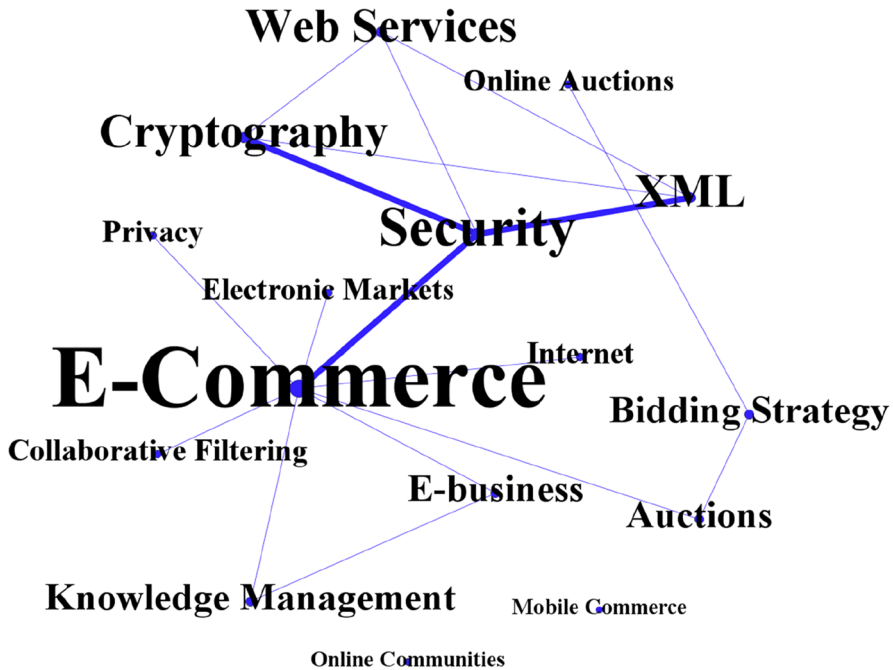 Web Services
Online Auctions
Cryptography
XML
Security
Privacy
Electronic Markets
Internet
E-Commerce
Bidding Strategy
Collaborative Filtering
E-business
Auctions
Knowledge Management
Mobile Commerce
Online Communities